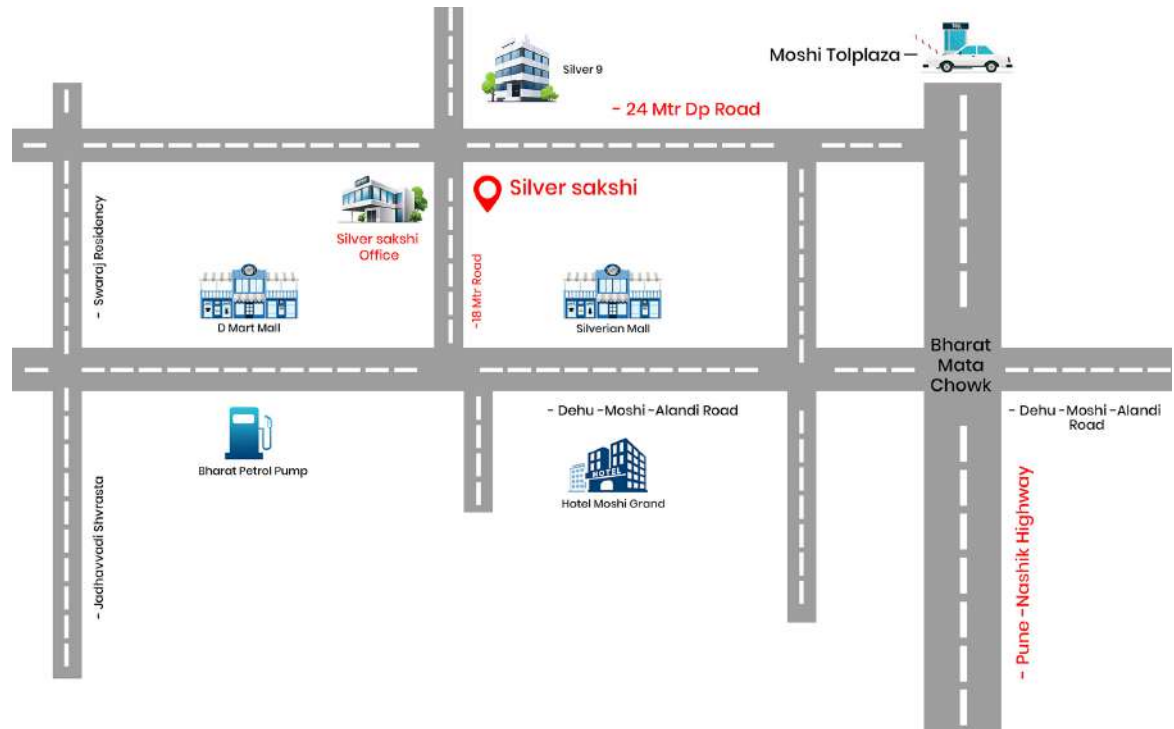 Moshi Tolplaza
Silver 9
- 24 Mtr Dp Road
Silver sakshi
Silver sakshi
Office
- Swaraj Residency
-18 Mtr Road
D Mart Mall
Silverian Mall
Bharat
Mata
Chowk
- Dehu -Moshi -Alandi Road
- Dehu -Moshi -Alandi
Road
Bharat Petrol Pump
HOTEL
Hotel Moshi Grand
- Jadhavvadi Shvrasta
- Pune -Nashik Highway